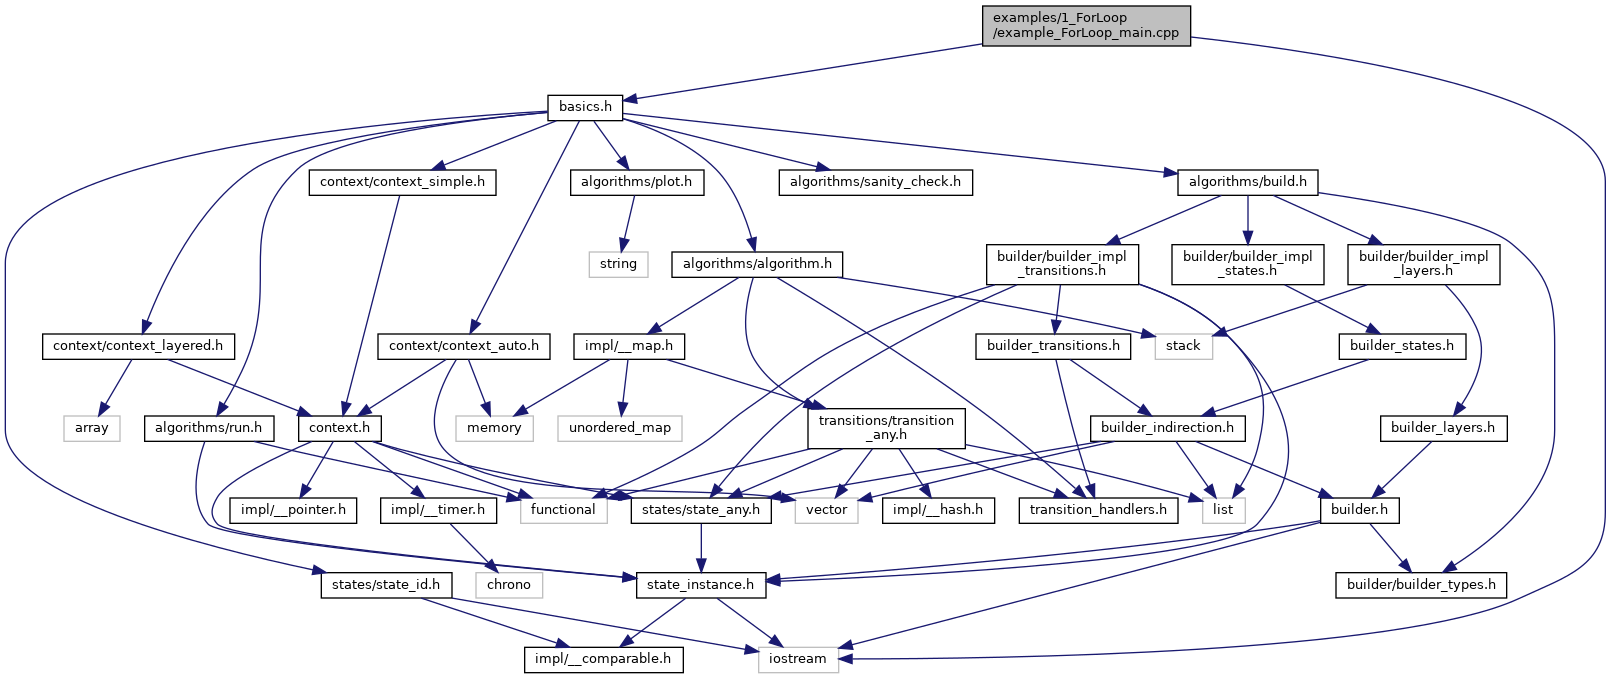 examples/1_ForLoop
/example_ForLoop_main.cpp
basics.h
context/context_simple.h
algorithms/plot.h
algorithms/sanity_check.h
algorithms/build.h
string
algorithms/algorithm.h
builder/builder_impl
_transitions.h
builder/builder_impl
_states.h
builder/builder_impl
_layers.h
context/context_layered.h
context/context_auto.h
impl/__map.h
builder_transitions.h
stack
builder_states.h
array
algorithms/run.h
context.h
memory
unordered_map
transitions/transition
_any.h
builder_indirection.h
builder_layers.h
impl/__pointer.h
impl/__timer.h
functional
states/state_any.h
vector
impl/__hash.h
transition_handlers.h
list
builder.h
states/state_id.h
chrono
state_instance.h
builder/builder_types.h
impl/__comparable.h
iostream